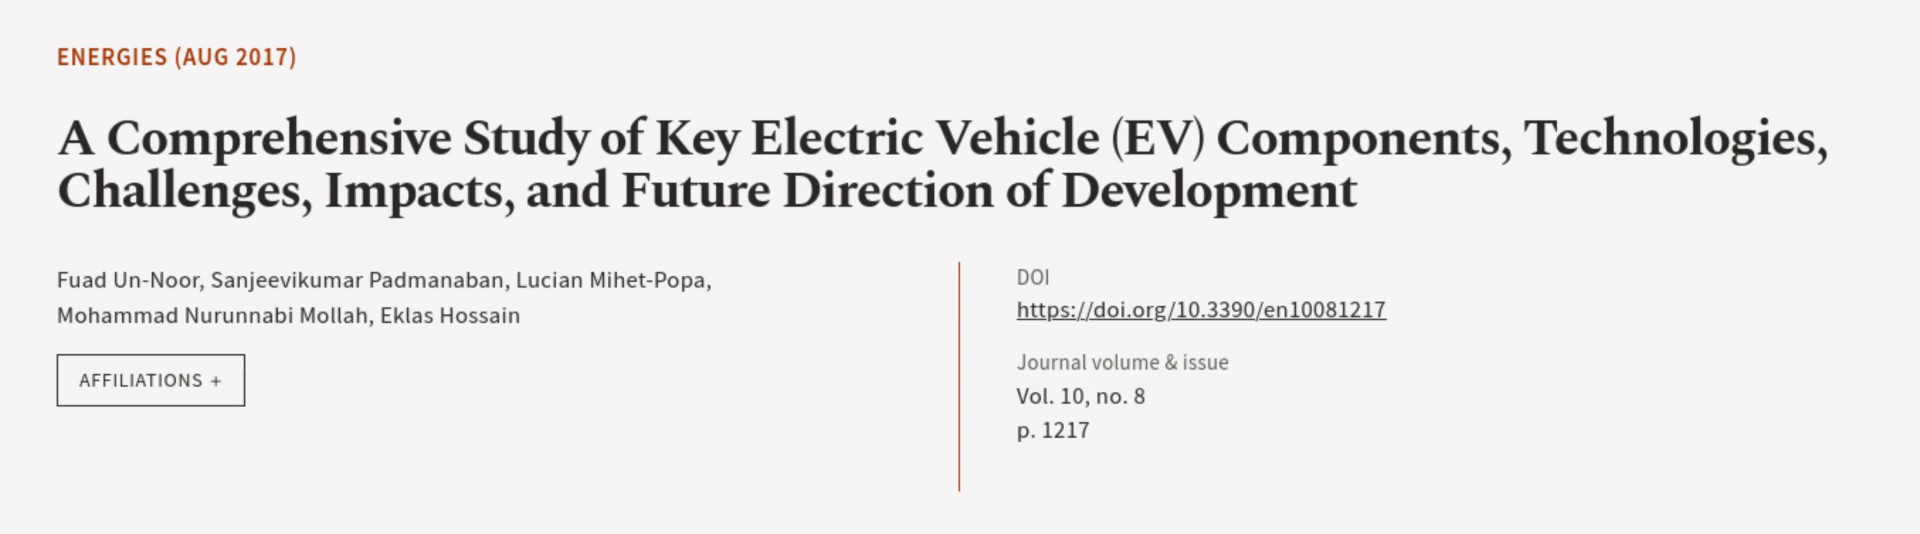 ENERGIES (AUG 2017)
A Comprehensive Study of Key Electric Vehicle (EV) Components, Technologies,
Challenges, Impacts, and Future Direction of Development
Fuad Un-Noor, Sanjeevikumar Padmanaban, Lucian Mihet-Popa,
Mohammad Nurunnabi Mollah, Eklas Hossain
AFFILIATIONS +
DOI
https://doi.org/10.3390/en10081217
Journal volume & issue
Vol. 10, no. 8
p. 1217